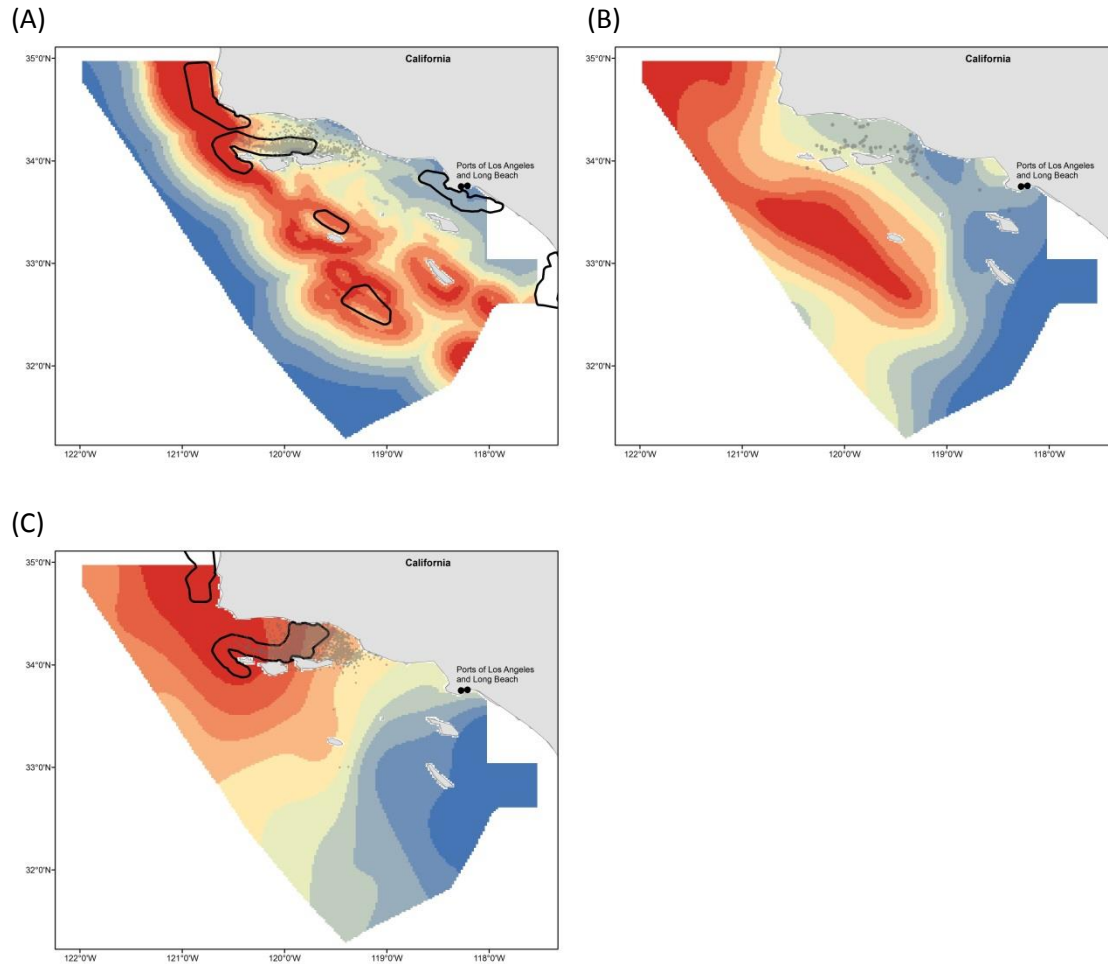 (A)
(B)
California
35°0'N
34°0'N
33°0'N
32°0'N
Ports of Los Angeles
and Long Beach
122°0'W 121°0'W 120°0'W 119°0'W 118°0'W
California
35°0'N
34°0'N
33°0'N
32°0'N
Ports of Los Angeles
and Long Beach
122°0'W 121°0'W 120°0'W 119°0'W 118°0'W
(C)
California
35°0'N
34°0'N
33°0'N
32°0'N
Ports of Los Angeles
and Long Beach
122°0'W 121°0'W 120°0'W 119°0'W 118°0'W